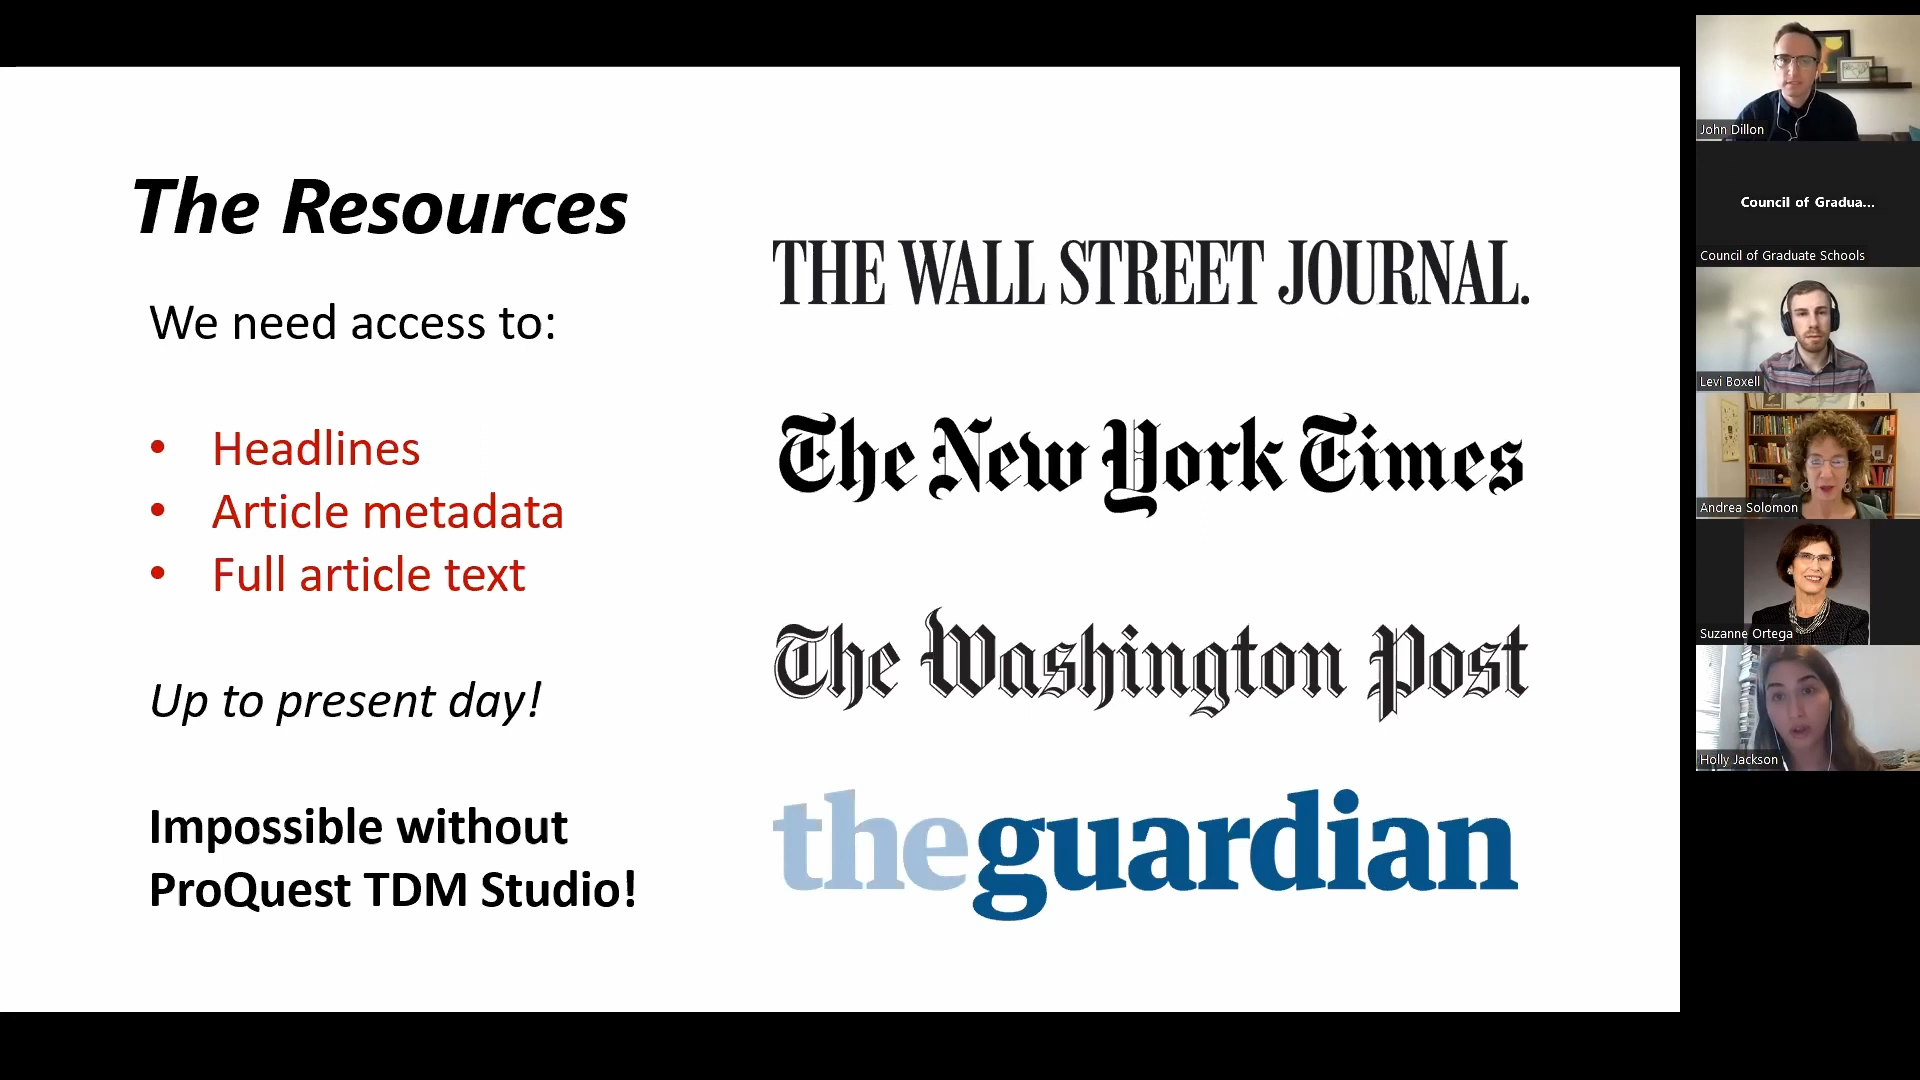 The Resources
We need access to:
• Headlines
• Article metadata
• Full article text
Up to present day!
Impossible without
ProQuest TDM Studio!
THE WALL STREET JOURNAL.
The New York Times
The Washington Post
theguardian
John Dillon
Council of Gradua...
Council of Graduate Schools
Levi Boxell
Andrea Solomon
Suzanne Ortega
Holly Jackson